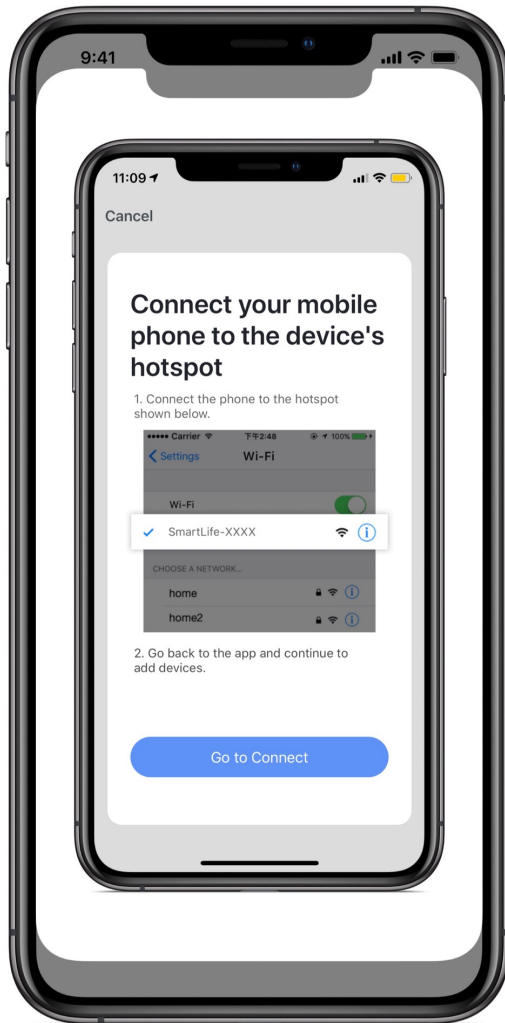 9:41
11:09
Cancel
Connect your mobile
phone to the device's
hotspot
1. Connect the phone to the hotspot
shown below.
Carrier 下午2:48 100%
Settings Wi-Fi
Wi-Fi
SmartLife-XXXX
CHOOSE A NETWORK...
home
home2
2. Go back to the app and continue to
add devices.
Go to Connect